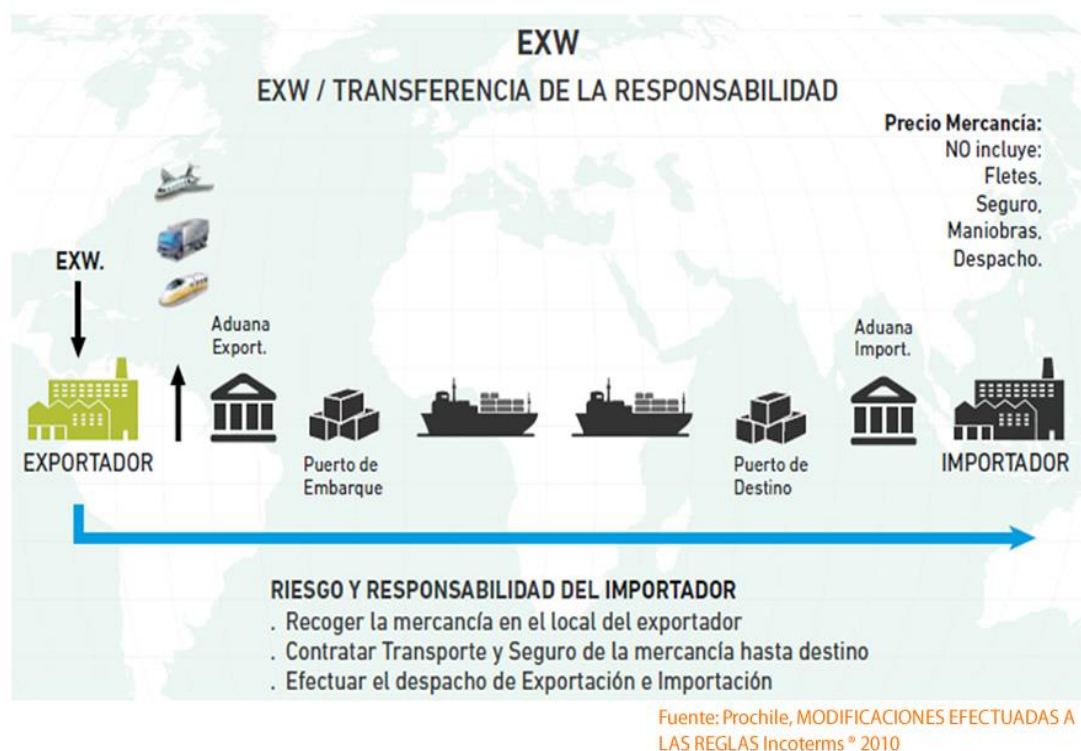 EXW
EXW / TRANSFERENCIA DE LA RESPONSABILIDAD
Precio Mercancía:
NO incluye:
Fletes,
Seguro,
Maniobras,
Despacho.
EXW.
Aduana
Export.
Aduana
Import.
EXPORTADOR
Puerto de
Embarque
Puerto de
Destino
IMPORTADOR
RIESGO Y RESPONSABILIDAD DEL IMPORTADOR
. Recoger la mercancía en el local del exportador
. Contratar Transporte y Seguro de la mercancía hasta destino
. Efectuar el despacho de Exportación e Importación
Fuente: Prochile, MODIFICACIONES EFECTUADAS A
LAS REGLAS Incoterms ® 2010